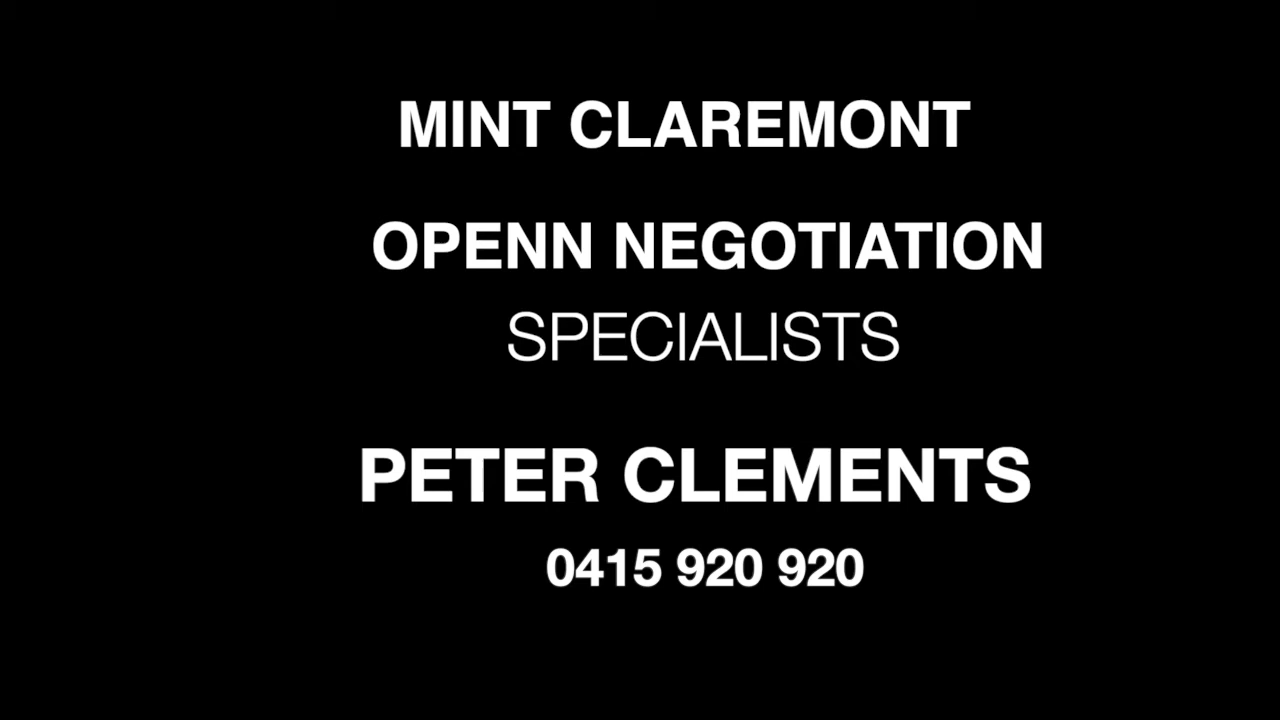 MINT CLAREMONT
OPENN NEGOTIATION
SPECIALISTS
PETER CLEMENTS
0415 920 920